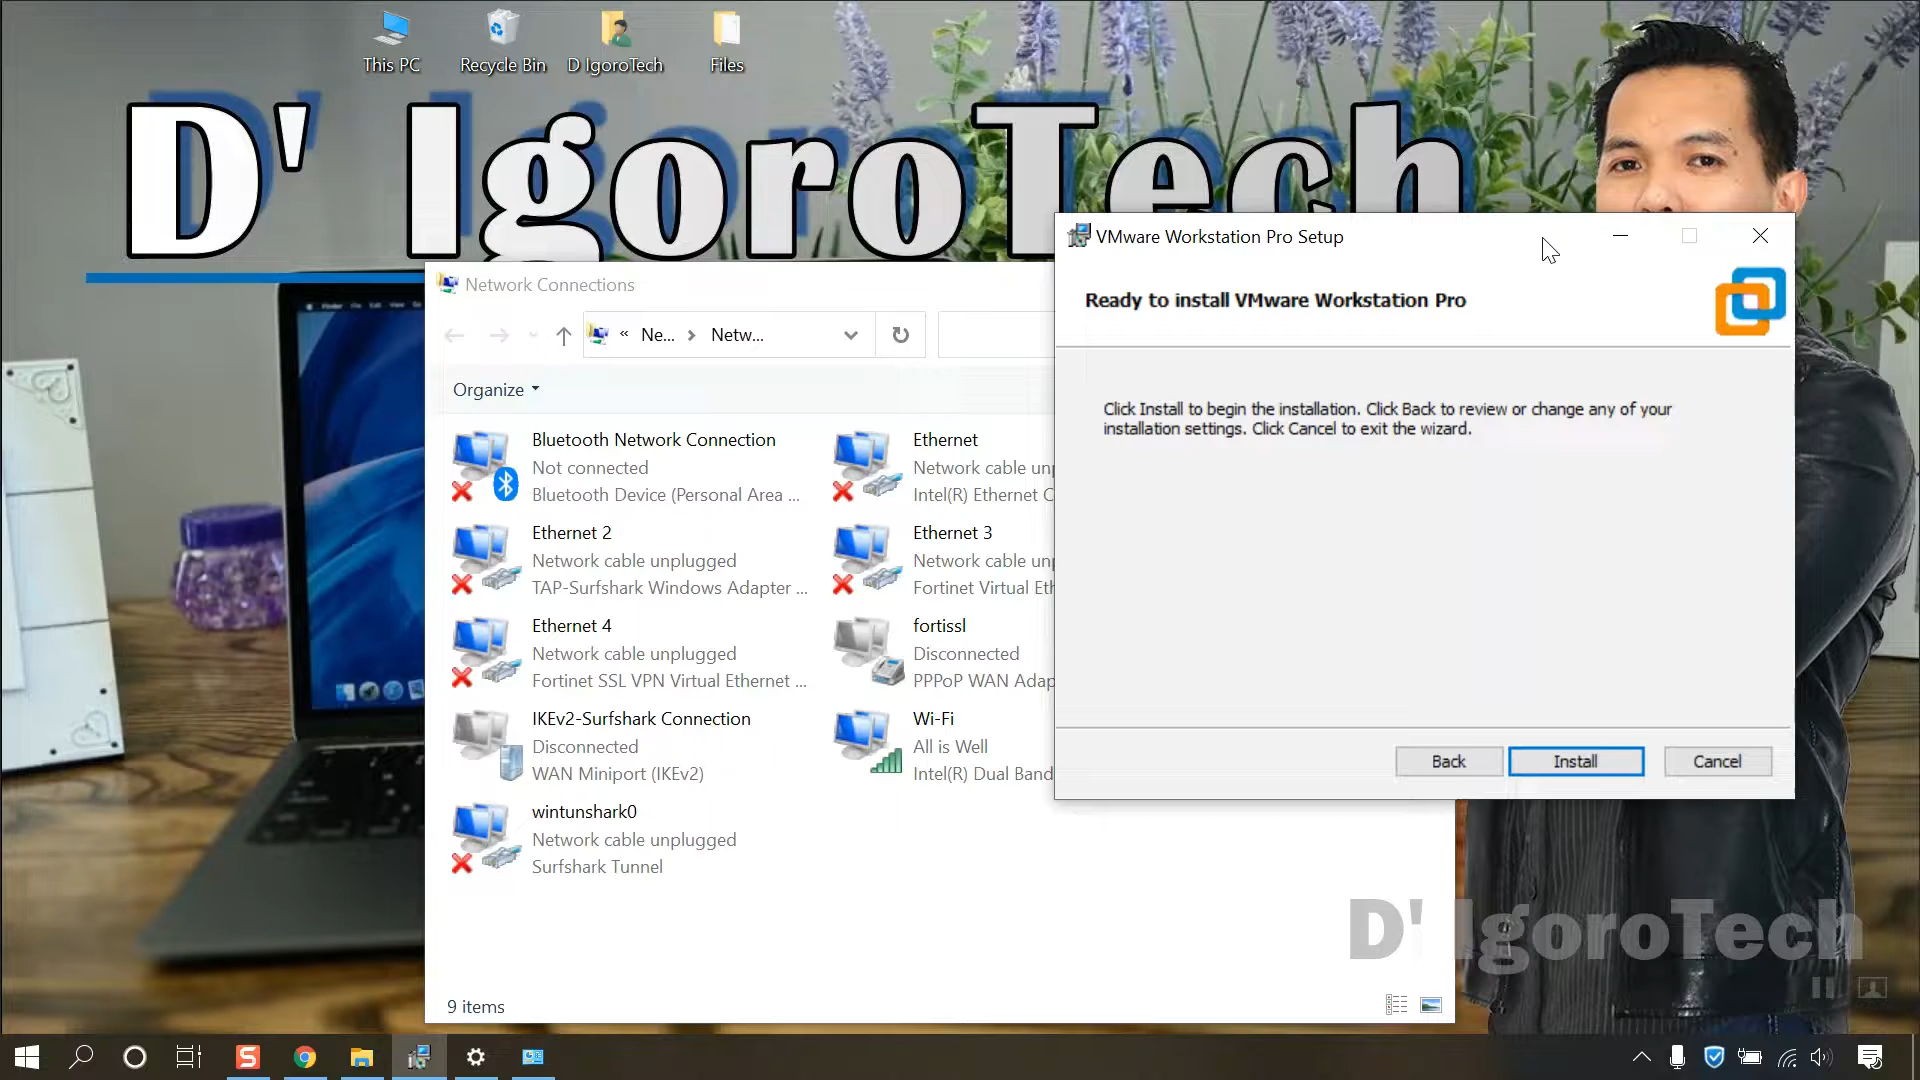 This PC
Recycle Bin
D IgoroTech
Files
D' IgoroTech
VMware Workstation Pro Setup
Ready to install VMware Workstation Pro
Click Install to begin the installation. Click Back to review or change any of your
installation settings. Click Cancel to exit the wizard.
Back
Install
Cancel
Network Connections
« Ne... > Netw...
Organize
Bluetooth Network Connection
Not connected
Bluetooth Device (Personal Area ...
Ethernet
Network cable unp
Intel(R) Ethernet C
Ethernet 2
Network cable unplugged
TAP-Surfshark Windows Adapter ...
Ethernet 3
Network cable unp
Fortinet Virtual Eth
Ethernet 4
Network cable unplugged
Fortinet SSL VPN Virtual Ethernet ...
fortissl
Disconnected
PPPoP WAN Adap
IKEv2-Surfshark Connection
Disconnected
WAN Miniport (IKEv2)
Wi-Fi
All is Well
Intel(R) Dual Band
wintunshark0
Network cable unplugged
Surfshark Tunnel
9 items
D' IgoroTech